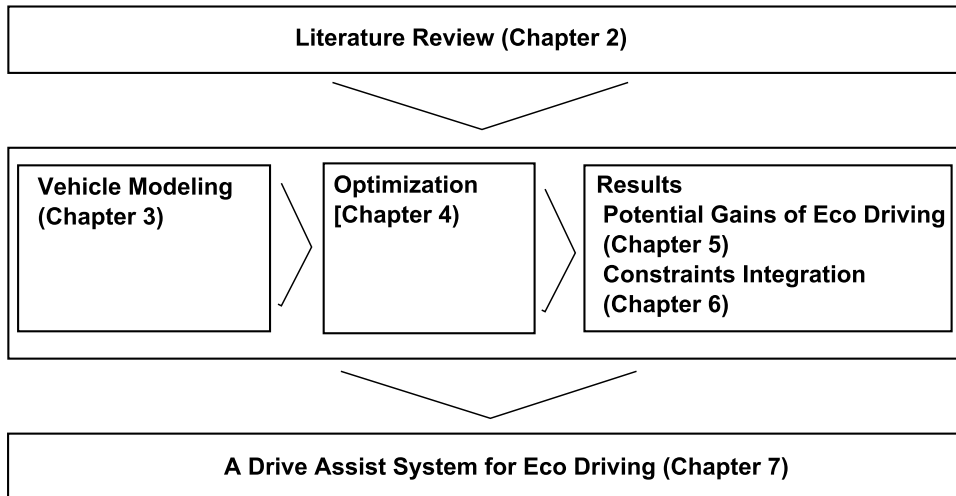 Literature Review (Chapter 2)
Vehicle Modeling
(Chapter 3)
Optimization
[Chapter 4)
Results
Potential Gains of Eco Driving
(Chapter 5)
Constraints Integration
(Chapter 6)
A Drive Assist System for Eco Driving (Chapter 7)